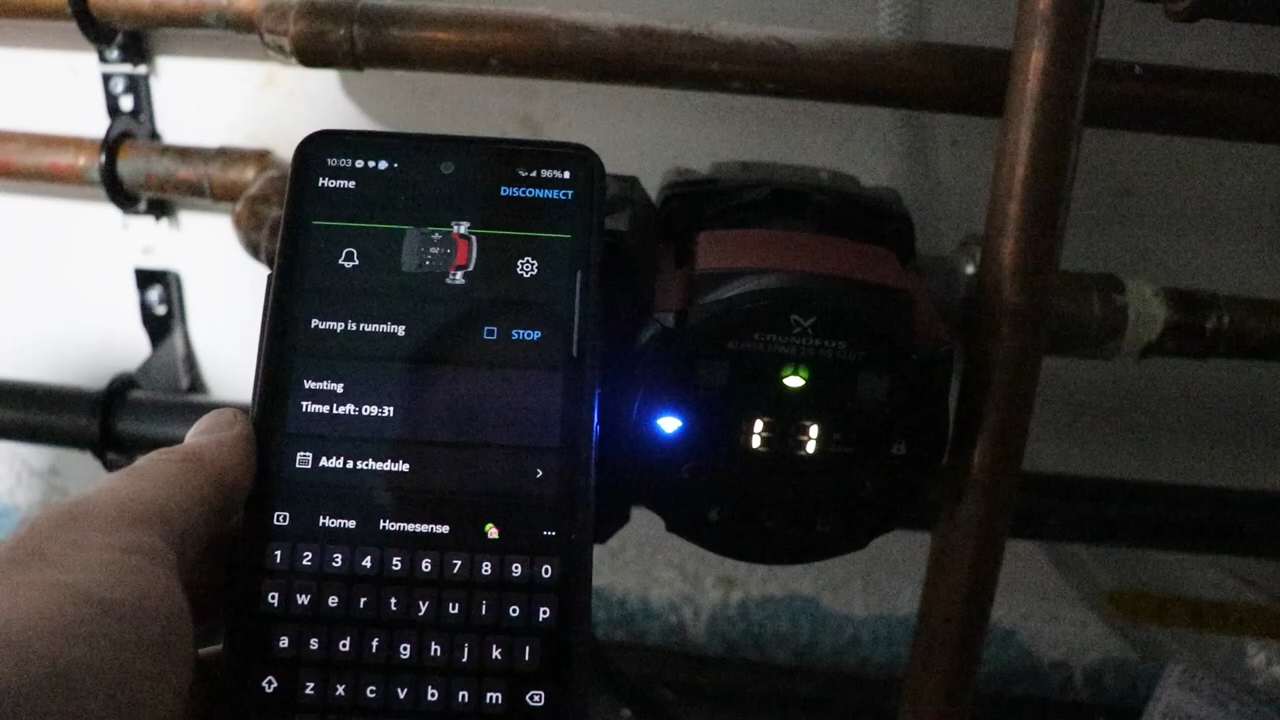 10:03
96%
Home
DISCONNECT
Pump is running
STOP
Venting
Time Left: 09:31
Add a schedule
Home Homesense
1 2 3 4 5 6 7 8 9 0
q w e r t y u i o p
a s d f g h j k l
z x c v b n m
GRUNDFOS